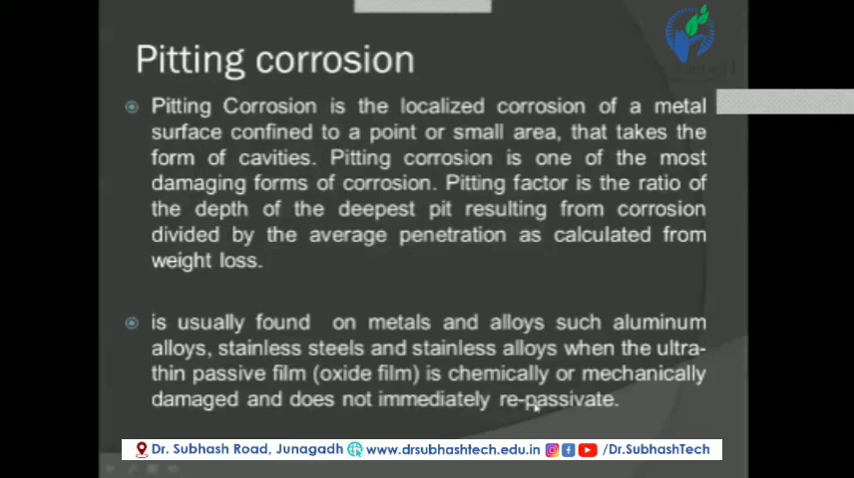 Pitting corrosion
Pitting Corrosion is the localized corrosion of a metal
surface confined to a point or small area, that takes the
form of cavities. Pitting corrosion is one of the most
damaging forms of corrosion. Pitting factor is the ratio of
the depth of the deepest pit resulting from corrosion
divided by the average penetration as calculated from
weight loss.
is usually found on metals and alloys such aluminum
alloys, stainless steels and stainless alloys when the ultra-
thin passive film (oxide film) is chemically or mechanically
damaged and does not immediately re-passivate.
Dr. Subhash Road, Junagadh www.drsubhashtech.edu.in /Dr.SubhashTech